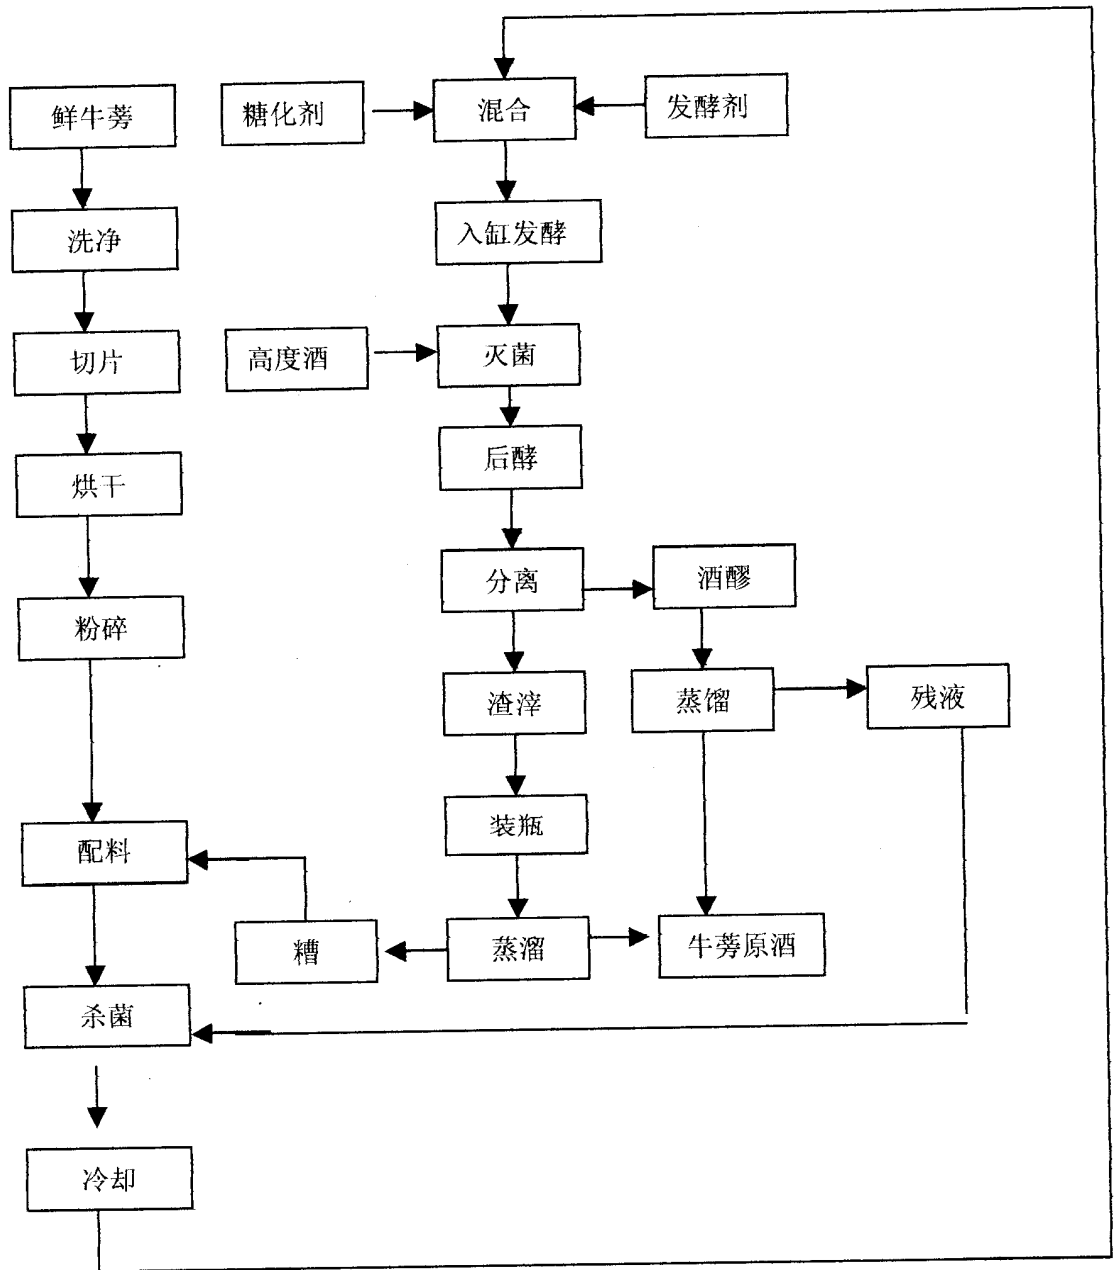 鲜牛蒡
糖化剂
混合
发酵剂
洗净
入缸发酵
切片
高度酒
灭菌
烘干
后酵
分离
酒醪
粉碎
渣滓
蒸馏
残液
装瓶
配料
糟
蒸溜
牛蒡原酒
杀菌
冷却